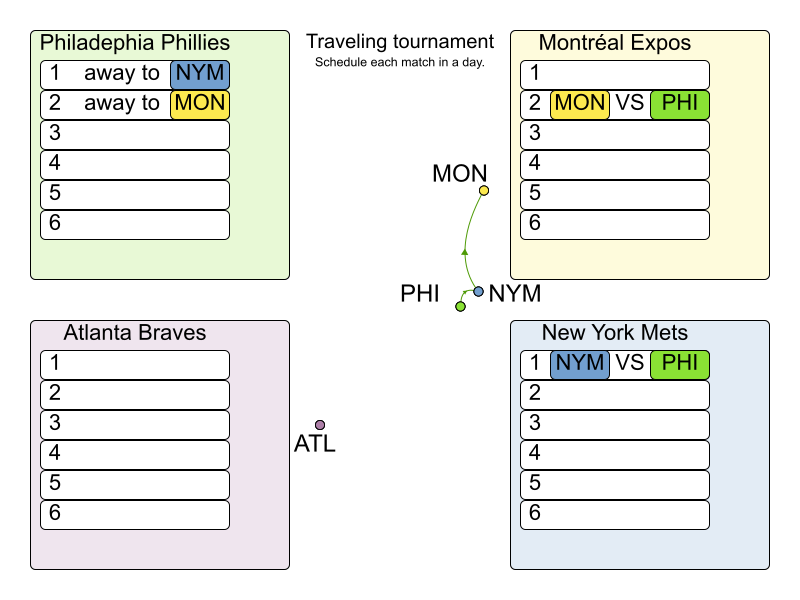 Philadephia Phillies
1 away to NYM
2 away to MON
3
4
5
6
Traveling tournament
Schedule each match in a day.
Montréal Expos
1
2 MON VS PHI
3
4
5
6
MON
PHI
NYM
ATL
Atlanta Braves
1
2
3
4
5
6
New York Mets
1 NYM VS PHI
2
3
4
5
6